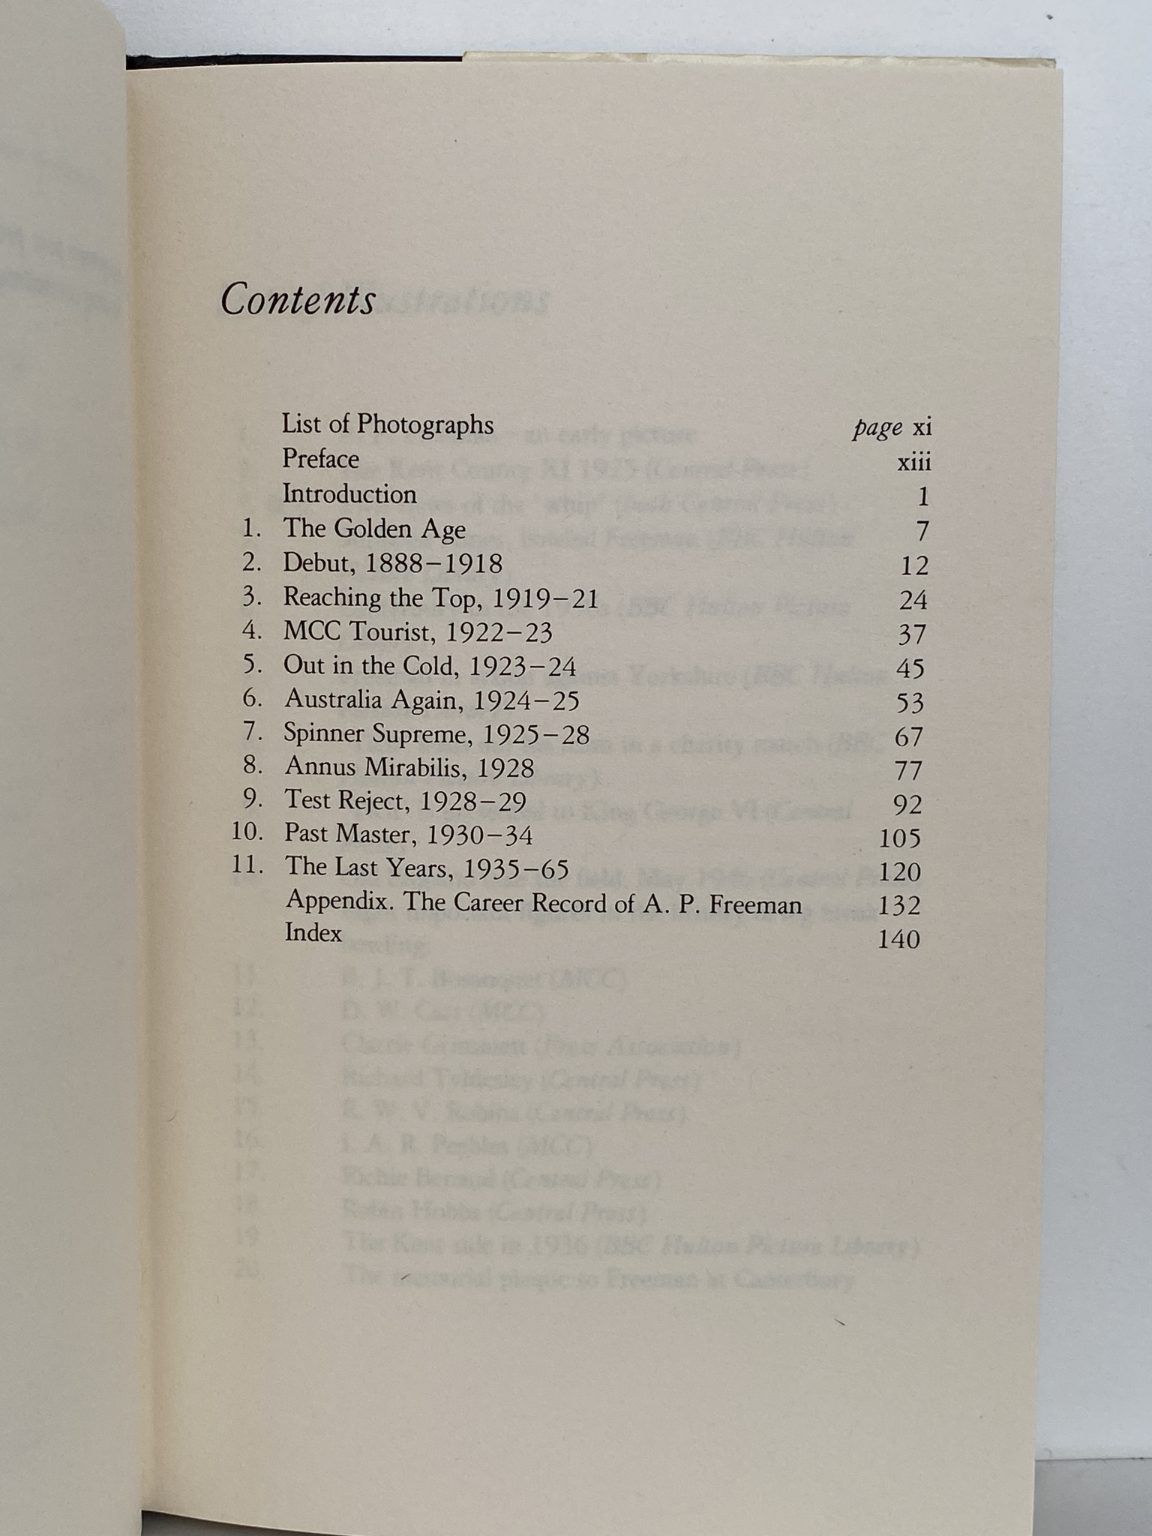 Contents
List of Photographs page xi
Preface xiii
Introduction 1
1. The Golden Age 7
2. Debut, 1888–1918 12
3. Reaching the Top, 1919–21 24
4. MCC Tourist, 1922–23 37
5. Out in the Cold, 1923–24 45
6. Australia Again, 1924–25 53
7. Spinner Supreme, 1925–28 67
8. Annus Mirabilis, 1928 77
9. Test Reject, 1928–29 92
10. Past Master, 1930–34 105
11. The Last Years, 1935–65 120
Appendix. The Career Record of A. P. Freeman 132
Index 140